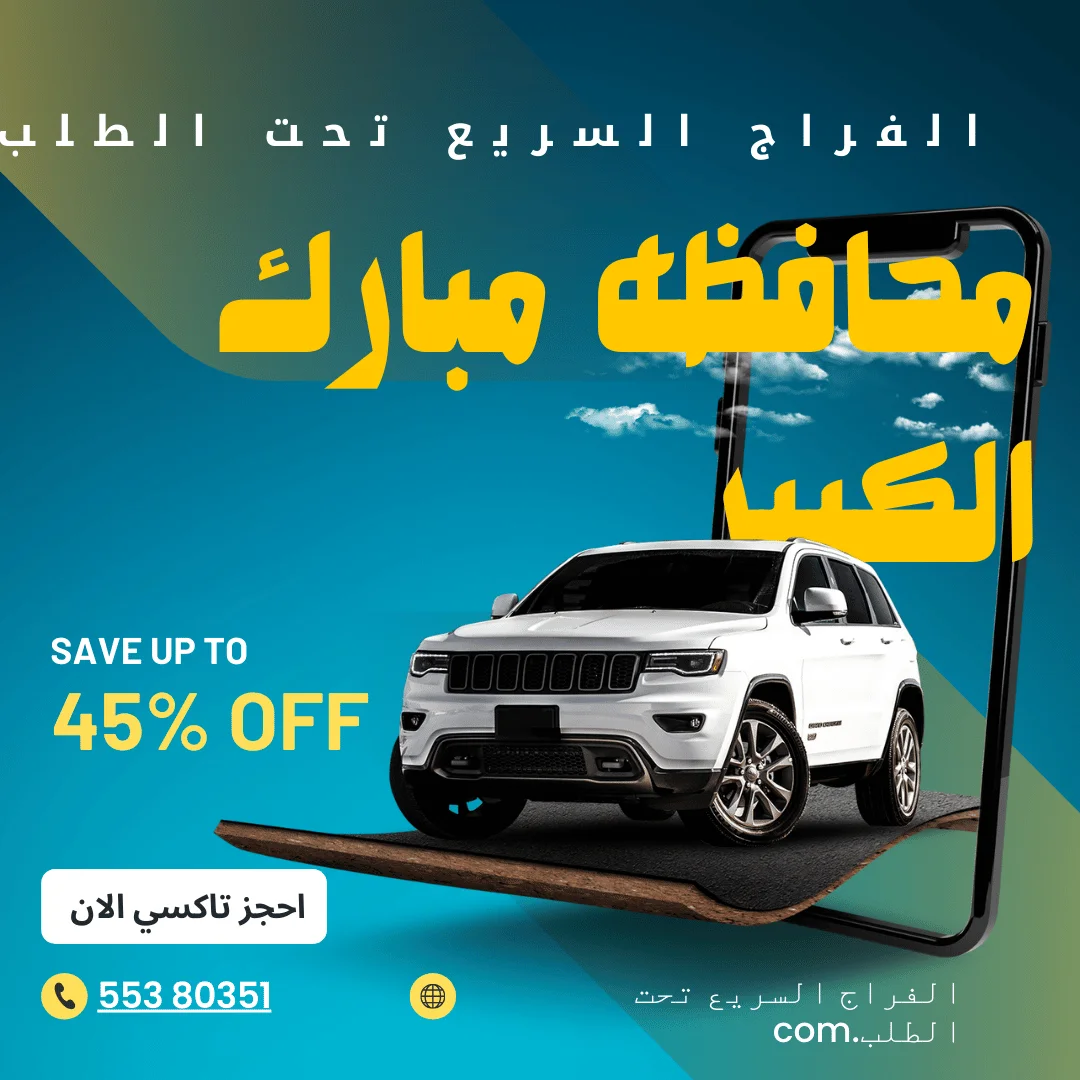 الفراج السريع تحت الطلب
محافظه مبارك
SAVE UP TO
45% OFF
احجز تاكسي الان
553 80351
الفراج السريع تحت
الطلب.com